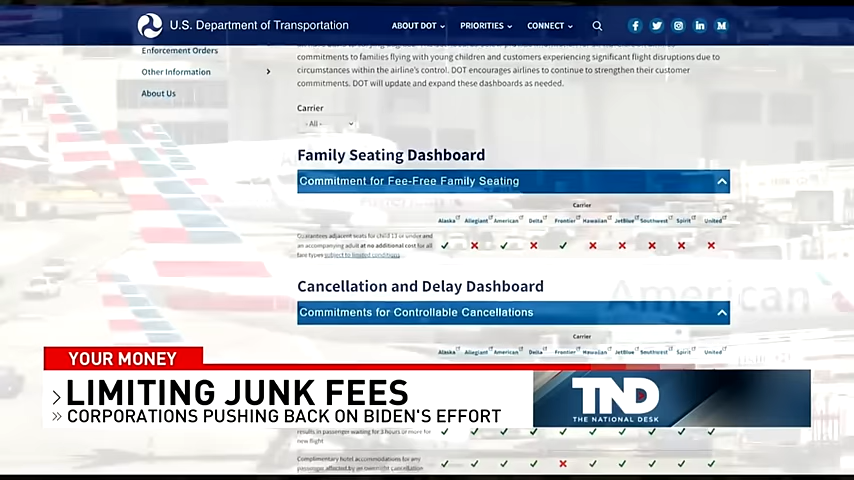 U.S. Department of Transportation
ABOUT DOT PRIORITIES CONNECT
Enforcement Orders
commitments to families flying with young children and customers experiencing significant flight disruptions due to
Other Information
circumstances within the airline's control. DOT encourages airlines to continue to strengthen their customer
commitments. DOT will update and expand these dashboards as needed.
About Us
Carrier
- All -
Family Seating Dashboard
Commitment for Fee-Free Family Seating
Carrier
Alaska Allegiant American Delta Frontier Hawaiian JetBlue Southwest Spirit United
Guarantees adjacent seats for child 13 or under and
an accompanying adult at no additional cost for all
fare types subject to limited conditions
Cancellation and Delay Dashboard
American
Commitments for Controllable Cancellations
Carrier
Alaska Allegiant American Delta Frontier Hawaiian JetBlue Southwest Spirit United
YOUR MONEY
LIMITING JUNK FEES
CORPORATIONS PUSHING BACK ON BIDEN'S EFFORT
TND
THE NATIONAL DESK
results in passenger waiting for 3 hours or more for
new flight
Complimentary hotel accommodations for any
passenger affected by an overnight cancellation